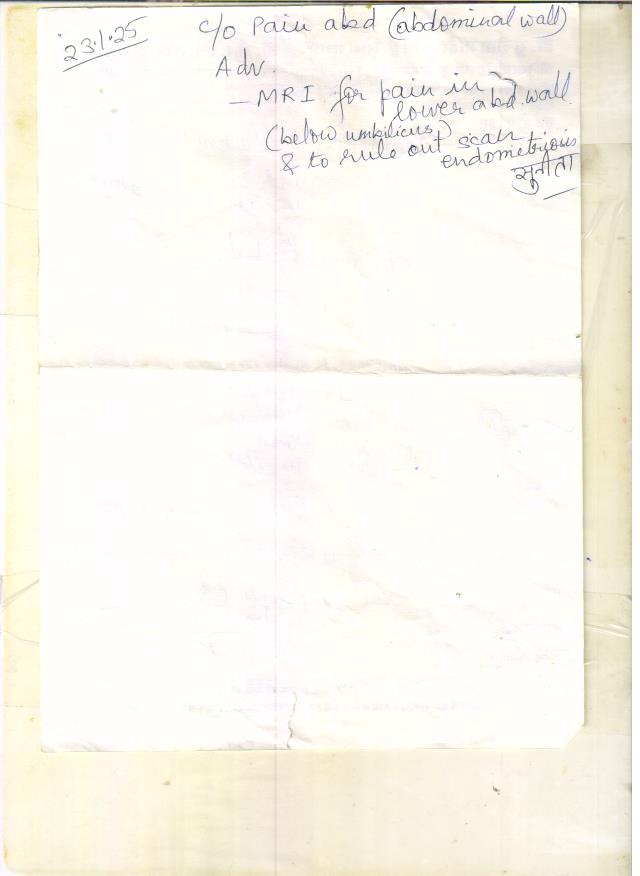 23.1.25
c/o Pain abd (abdominal wall)
Adv.
- MRI for pain in
lower abd. wall.
(below umbilicus)
& to rule out scar
endometriosis
सुनीता